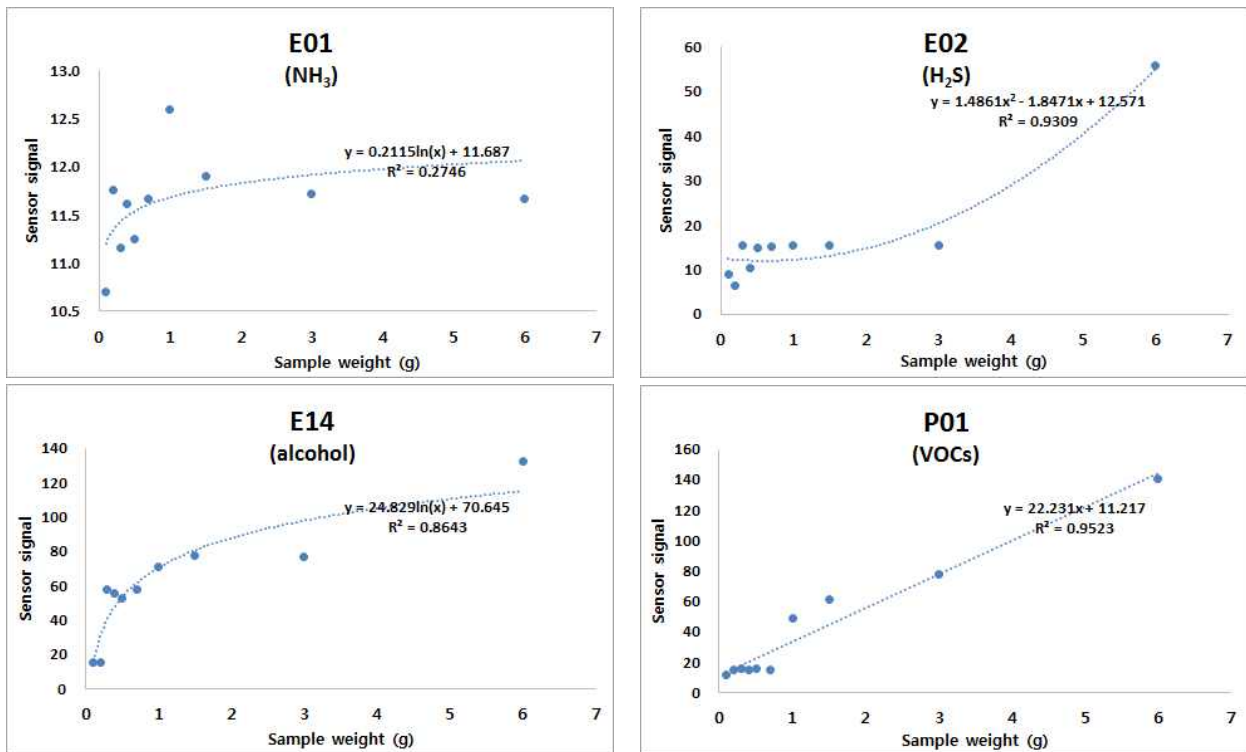 E01
(NH₃)
13.0
12.5
12.0
11.5
11.0
10.5
Sensor signal
y = 0.2115ln(x) + 11.687
R² = 0.2746
0 1 2 3 4 5 6 7
Sample weight (g)
E02
(H₂S)
60
50
40
30
20
10
0
Sensor signal
y = 1.4861x² - 1.8471x + 12.571
R² = 0.9309
0 1 2 3 4 5 6 7
Sample weight (g)
E14
(alcohol)
140
120
100
80
60
40
20
0
Sensor signal
y = 24.829ln(x) + 70.645
R² = 0.8643
0 1 2 3 4 5 6 7
Sample weight (g)
P01
(VOCs)
160
140
120
100
80
60
40
20
0
Sensor signal
y = 22.231x + 11.217
R² = 0.9523
0 1 2 3 4 5 6 7
Sample weight (g)